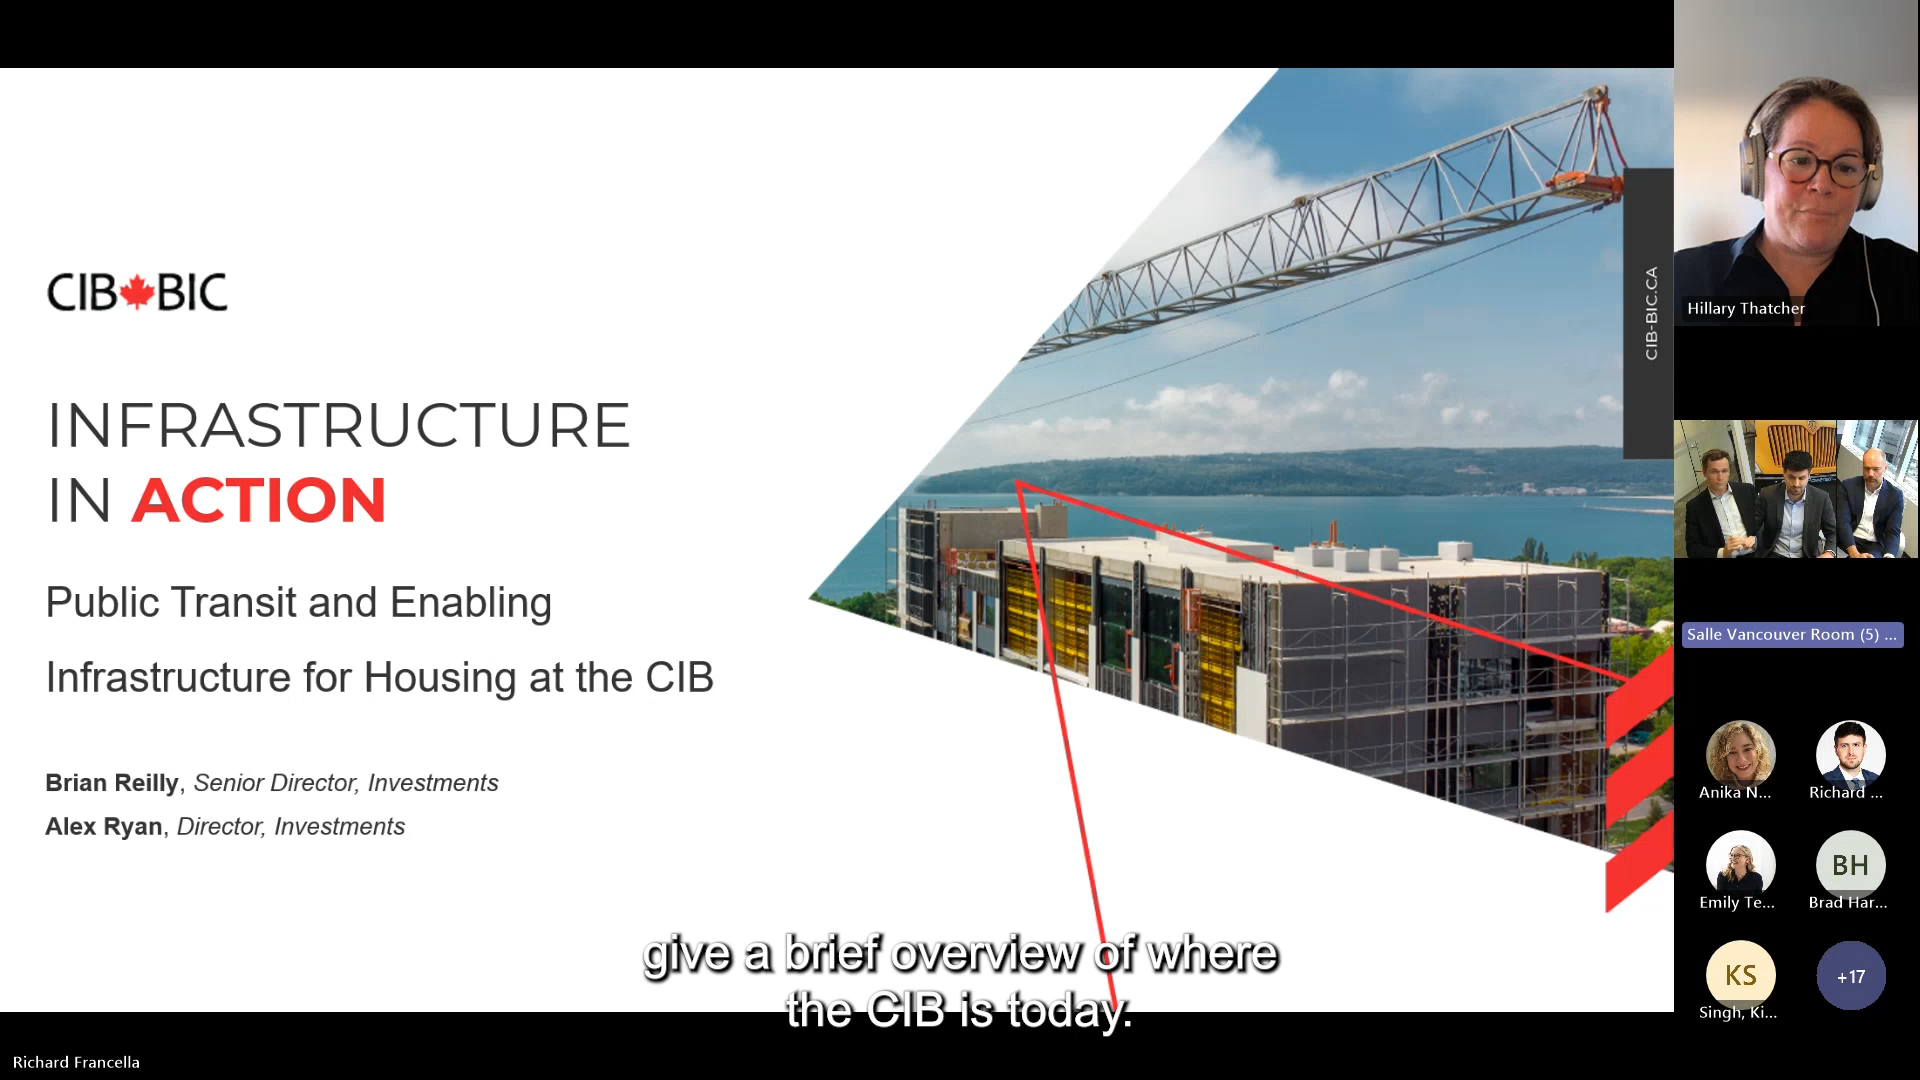 CIB BIC
INFRASTRUCTURE
IN ACTION
Public Transit and Enabling
Infrastructure for Housing at the CIB
Brian Reilly, Senior Director, Investments
Alex Ryan, Director, Investments
CIB-BIC.CA
give a brief overview of where
the CIB is today.
Richard Francella
Hillary Thatcher
Salle Vancouver Room (5) ...
Anika N...
Richard ...
Emily Te...
BH
Brad Har...
KS
Singh, Ki...
+17